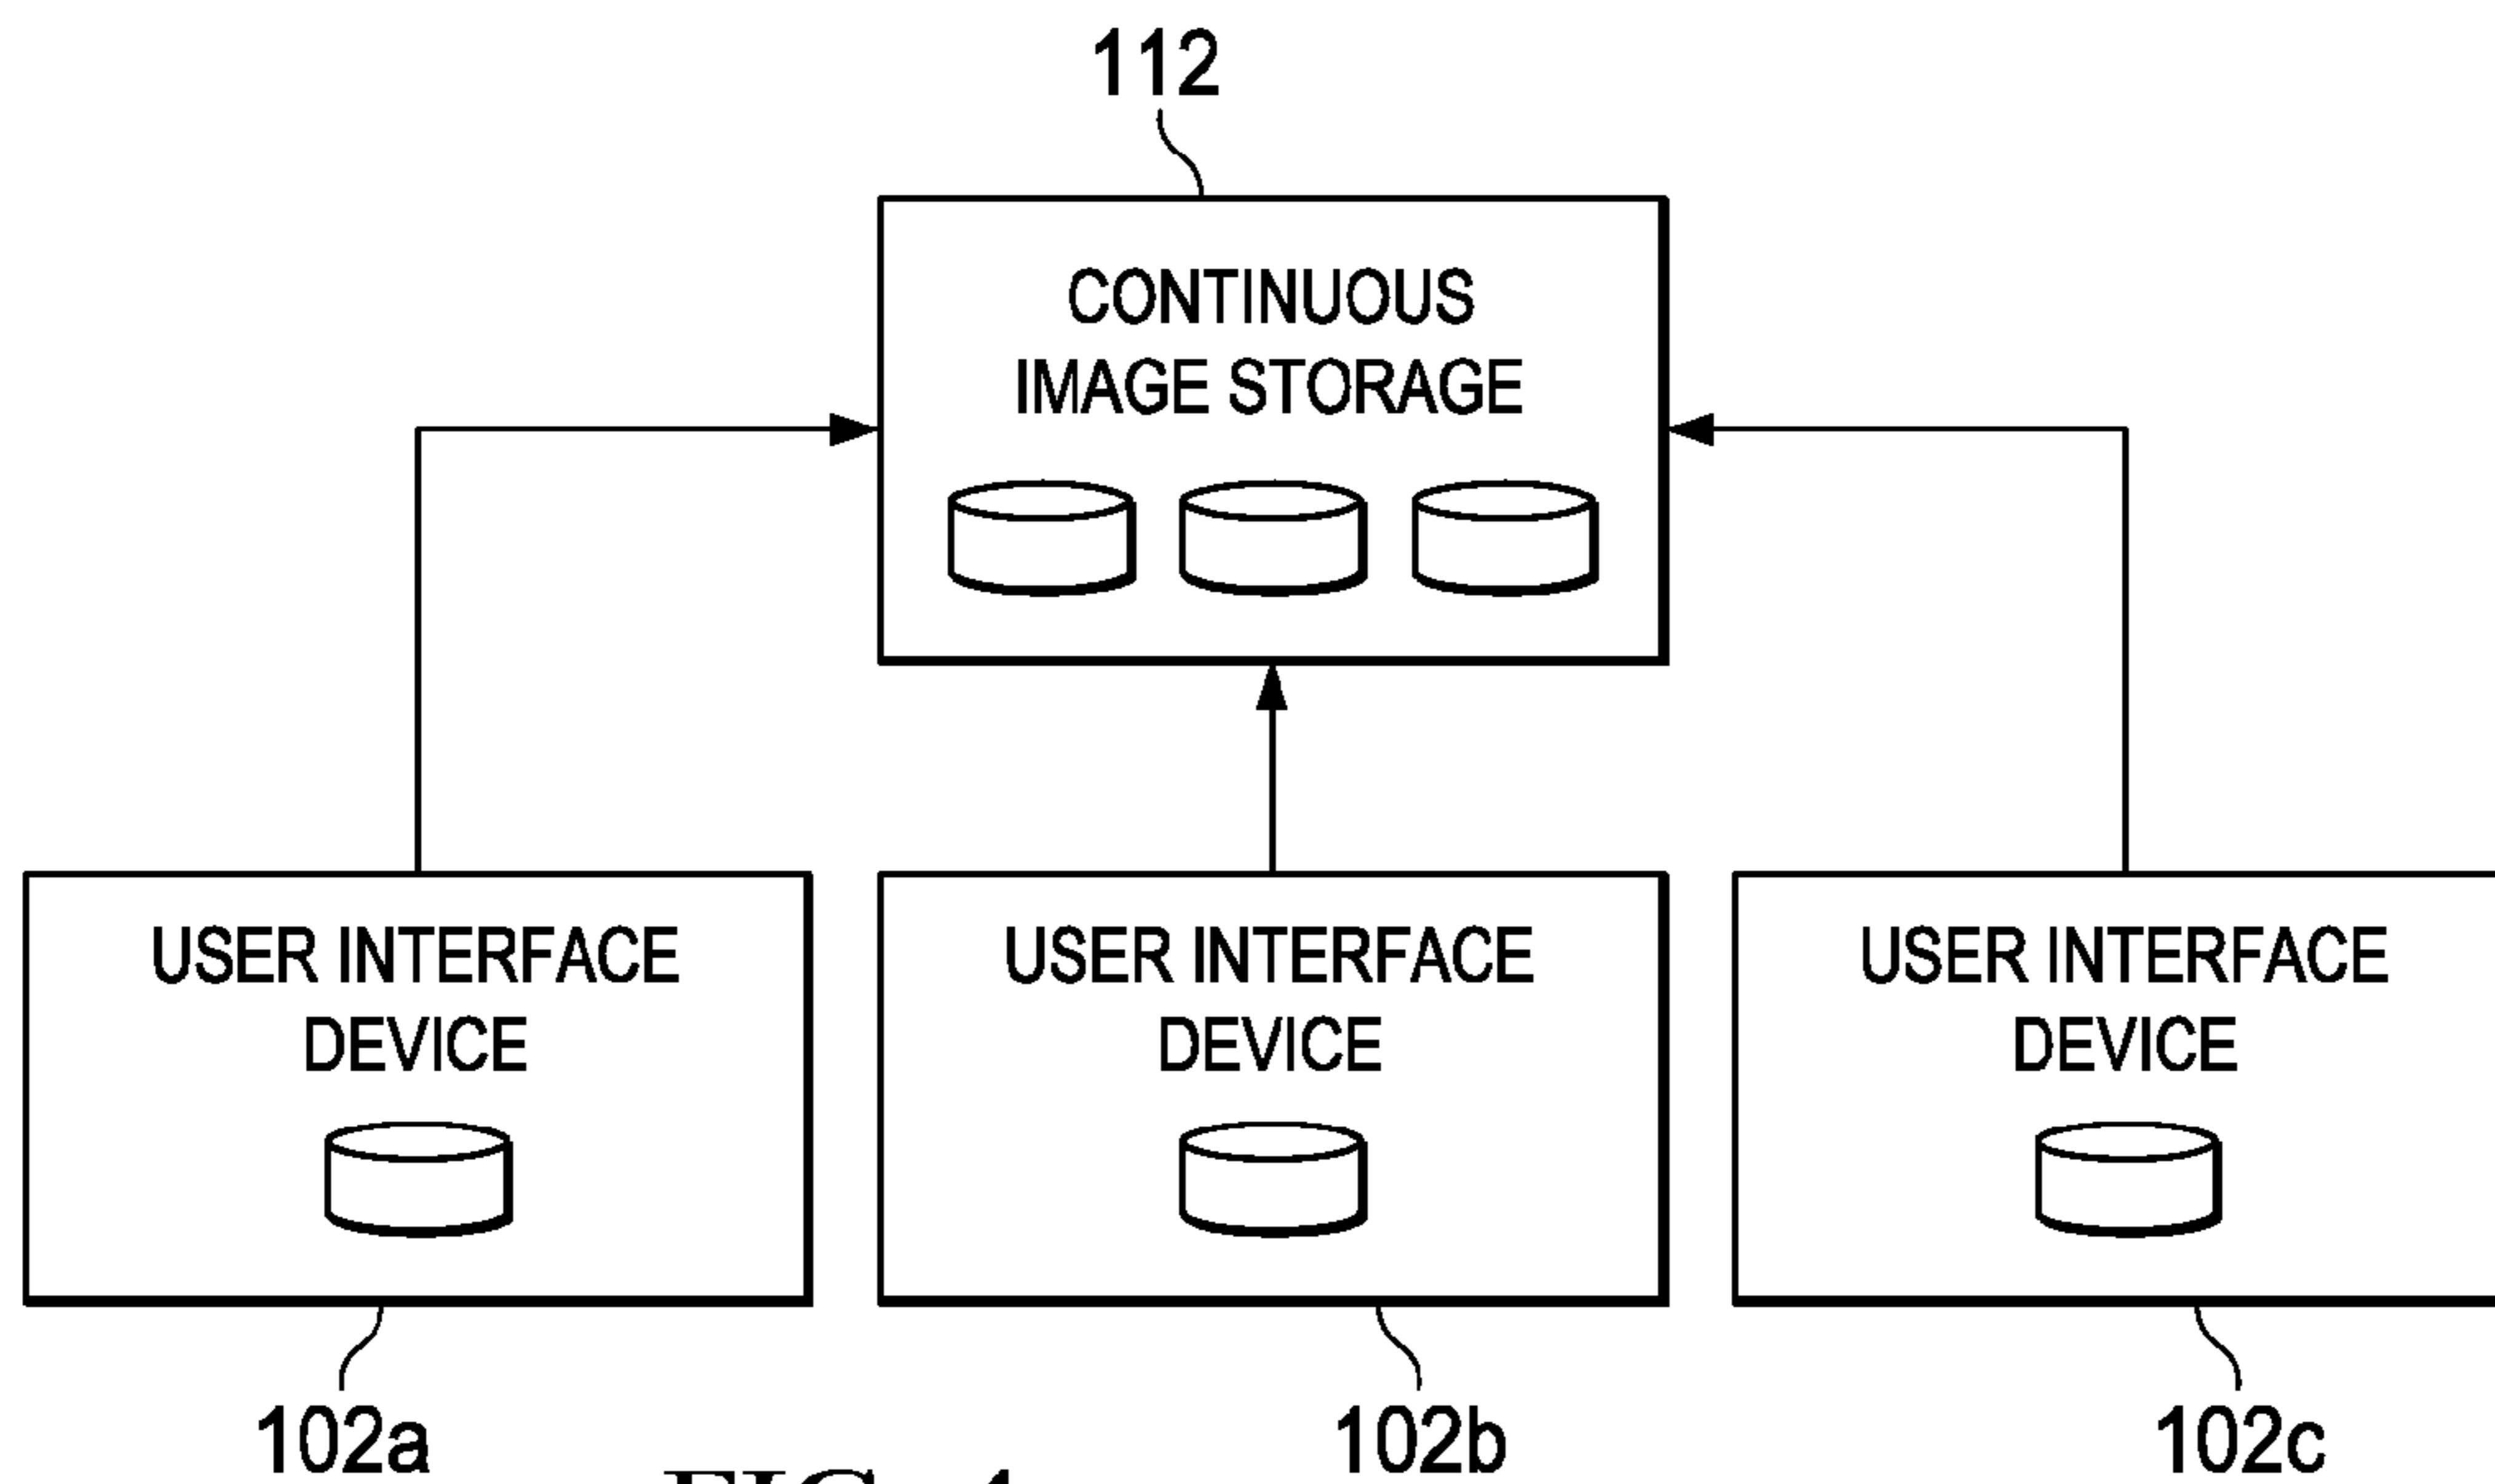 112
CONTINUOUS
IMAGE STORAGE
USER INTERFACE
DEVICE
USER INTERFACE
DEVICE
USER INTERFACE
DEVICE
102a
102b
102c